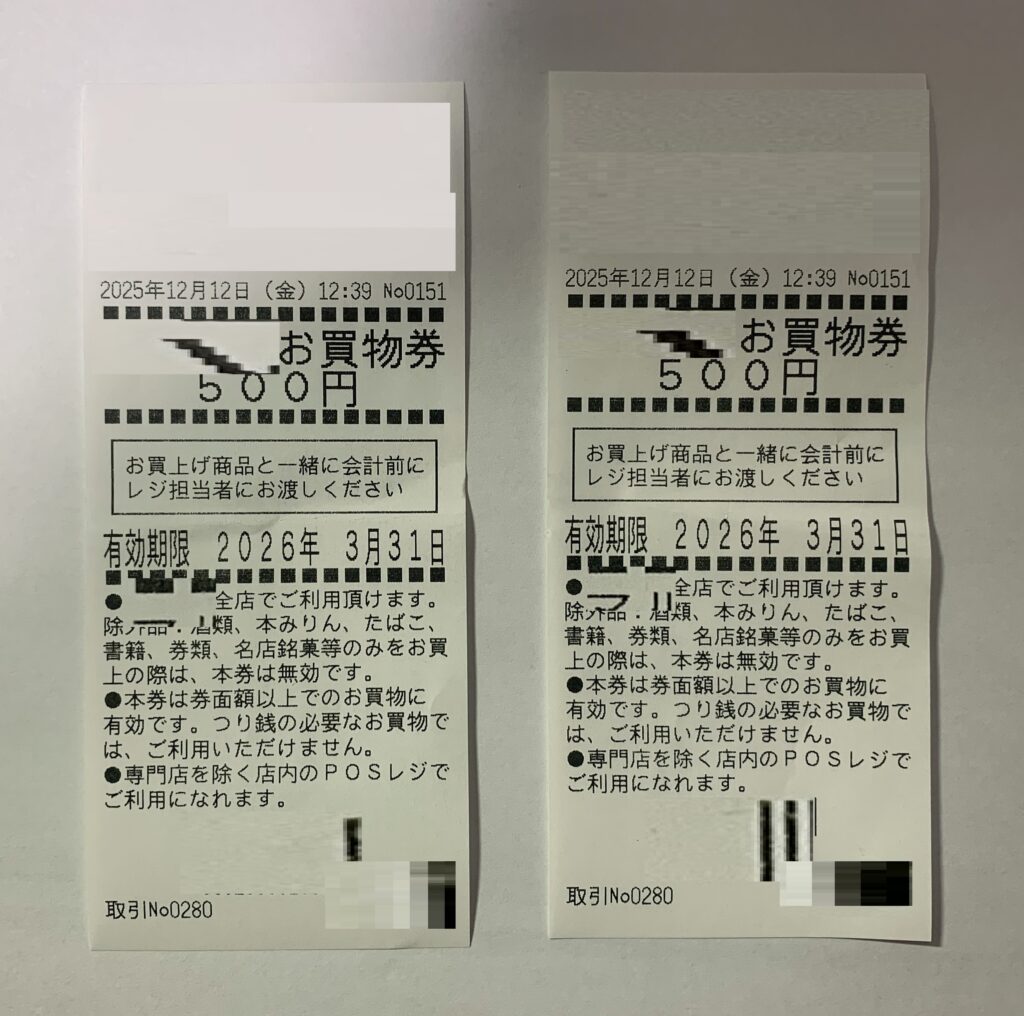 2025年12月12日（金）12:39 No0151
お買物券
５００円
お買上げ商品と一緒に会計前に
レジ担当者にお渡しください
有効期限 2026年 3月31日
●全店でご利用頂けます。
除外品：酒類、本みりん、たばこ、
書籍、券類、名店銘菓等のみをお買
上の際は、本券は無効です。
●本券は券面額以上でのお買物に
有効です。つり銭の必要なお買物で
は、ご利用いただけません。
●専門店を除く店内のＰＯＳレジで
ご利用になれます。
取引No0280
2025年12月12日（金）12:39 No0151
お買物券
５００円
お買上げ商品と一緒に会計前に
レジ担当者にお渡しください
有効期限 2026年 3月31日
●全店でご利用頂けます。
除外品：酒類、本みりん、たばこ、
書籍、券類、名店銘菓等のみをお買
上の際は、本券は無効です。
●本券は券面額以上でのお買物に
有効です。つり銭の必要なお買物で
は、ご利用いただけません。
●専門店を除く店内のＰＯＳレジで
ご利用になれます。
取引No0280